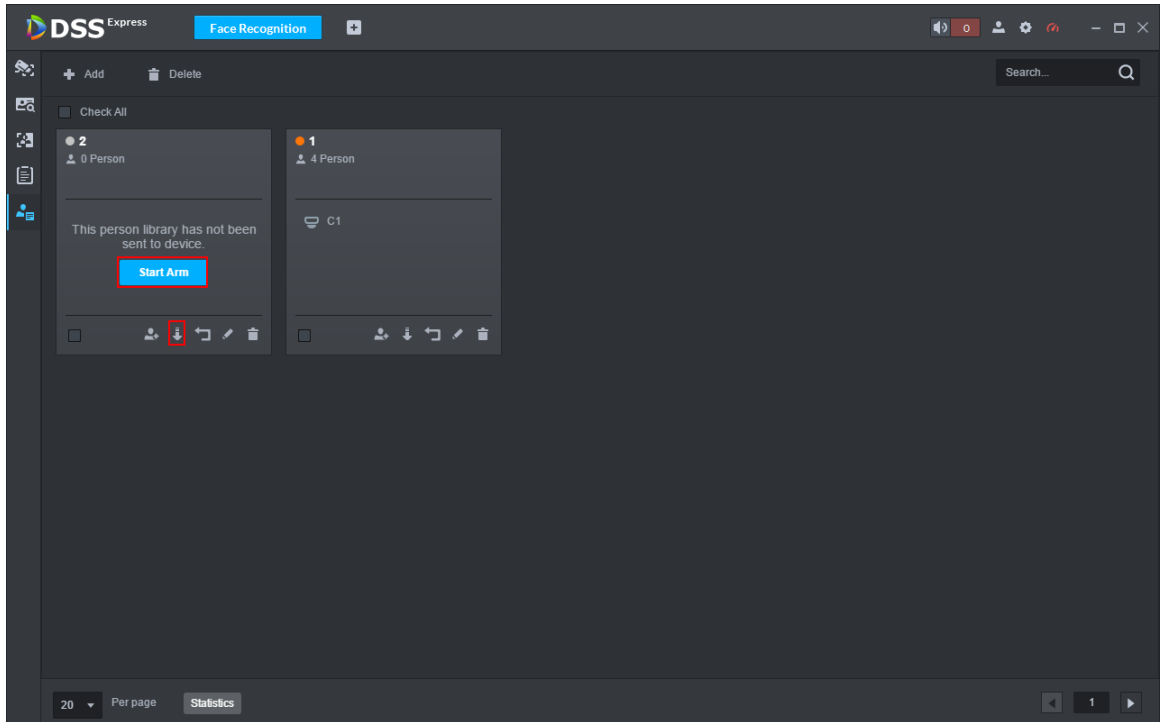 DSS Express
Face Recognition
0
Add
Delete
Search...
Check All
2
0 Person
This person library has not been
sent to device.
Start Arm
1
4 Person
C1
20
Per page
Statistics
1